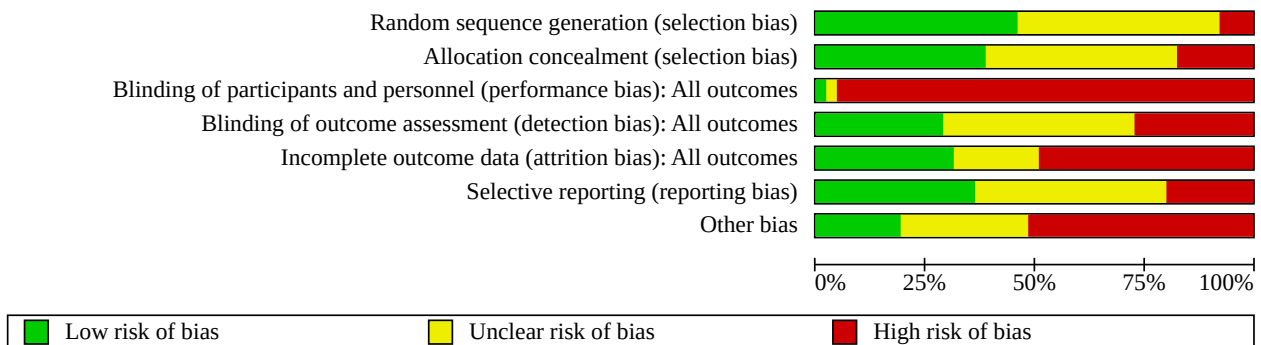 Random sequence generation (selection bias)
Allocation concealment (selection bias)
Blinding of participants and personnel (performance bias): All outcomes
Blinding of outcome assessment (detection bias): All outcomes
Incomplete outcome data (attrition bias): All outcomes
Selective reporting (reporting bias)
Other bias
0% 25% 50% 75% 100%
Low risk of bias Unclear risk of bias High risk of bias